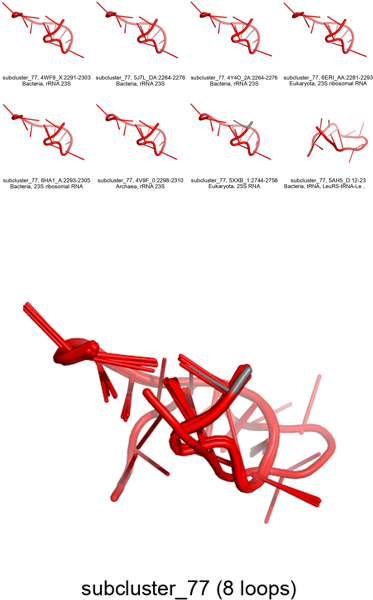 subcluster_77, 4WF9_X:2291-2303
Bacteria, rRNA 23S
subcluster_77, 5J7L_DA:2264-2276
Bacteria, rRNA 23S
subcluster_77, 4Y4O_2A:2264-2276
Bacteria, rRNA 23S
subcluster_77, 6ERI_AA:2281-2293
Eukaryota, 23S ribosomal RNA
subcluster_77, 6HA1_A:2293-2305
Bacteria, 23S ribosomal RNA
subcluster_77, 4V9F_0:2298-2310
Archaea, rRNA 23S
subcluster_77, 5XXB_1:2744-2756
Eukaryota, 25S RNA
subcluster_77, 5AH5_D:12-23
Bacteria, tRNA, LeuRS-tRNA-Le...
subcluster_77 (8 loops)